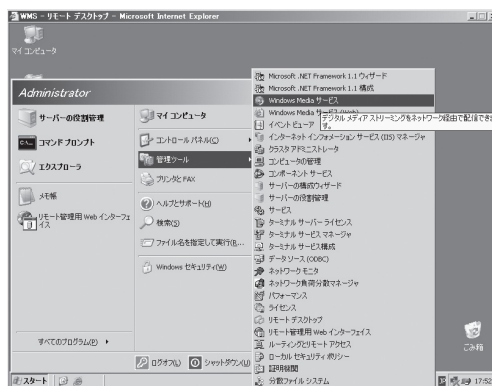 WMS - リモート デスクトップ - Microsoft Internet Explorer
マイ コンピュータ
Administrator
サーバーの役割管理
コマンド プロンプト
エクスプローラ
メモ帳
リモート管理用 Web インターフェイス
すべてのプログラム(P)
マイ コンピュータ
コントロール パネル(C)
管理ツール
プリンタと FAX
ヘルプとサポート(H)
検索(S)
ファイル名を指定して実行(R)...
Windows セキュリティ(W)
ログオフ(L)
シャットダウン(U)
Microsoft .NET Framework 1.1 ウィザード
Microsoft .NET Framework 1.1 構成
Windows Media サービス
Windows Media サービス (Web)
デジタル メディア ストリーミングをネットワーク経由で配信でき
す。
イベント ビューア
インターネット インフォメーション サービス (IIS) マネージャ
クラスタ アドミニストレータ
コンピュータの管理
コンポーネント サービス
サーバーの構成ウィザード
サーバーの役割管理
サービス
ターミナル サーバー ライセンス
ターミナル サービス マネージャ
ターミナル サービス構成
データ ソース (ODBC)
ネットワーク モニタ
ネットワーク負荷分散マネージャ
パフォーマンス
ライセンス
リモート デスクトップ
リモート管理用 Web インターフェイス
ルーティングとリモート アクセス
ローカル セキュリティ ポリシー
証明機関
分散ファイル システム
ごみ箱
スタート
17:52